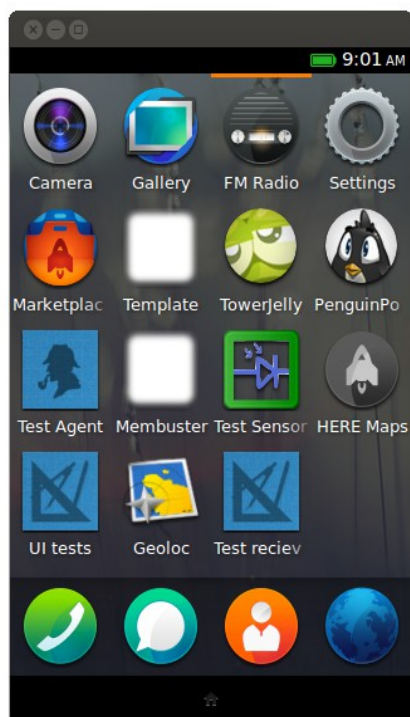 9:01 AM
Camera Gallery FM Radio Settings
Marketplac Template TowerJelly PenguinPo
Test Agent Membuster Test Sensor HERE Maps
UI tests Geoloc Test reciev